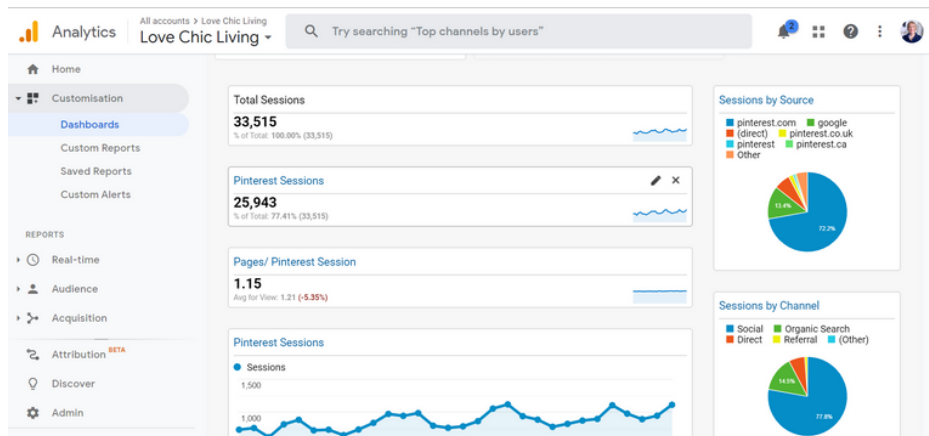 Analytics
All accounts > Love Chic Living
Love Chic Living
Try searching “Top channels by users”
2
Home
Customisation
Dashboards
Custom Reports
Saved Reports
Custom Alerts
REPORTS
Real-time
Audience
Acquisition
Attribution BETA
Discover
Admin
Total Sessions
33,515
% of Total: 100.00% (33,515)
Pinterest Sessions
25,943
% of Total: 77.41% (33,515)
Pages/ Pinterest Session
1.15
Avg for View: 1.21 (-5.35%)
Pinterest Sessions
Sessions
1,500
1,000
Sessions by Source
pinterest.com google
(direct) pinterest.co.uk
pinterest pinterest.ca
Other
13.4%
72.2%
Sessions by Channel
Social Organic Search
Direct Referral (Other)
14.5%
77.8%